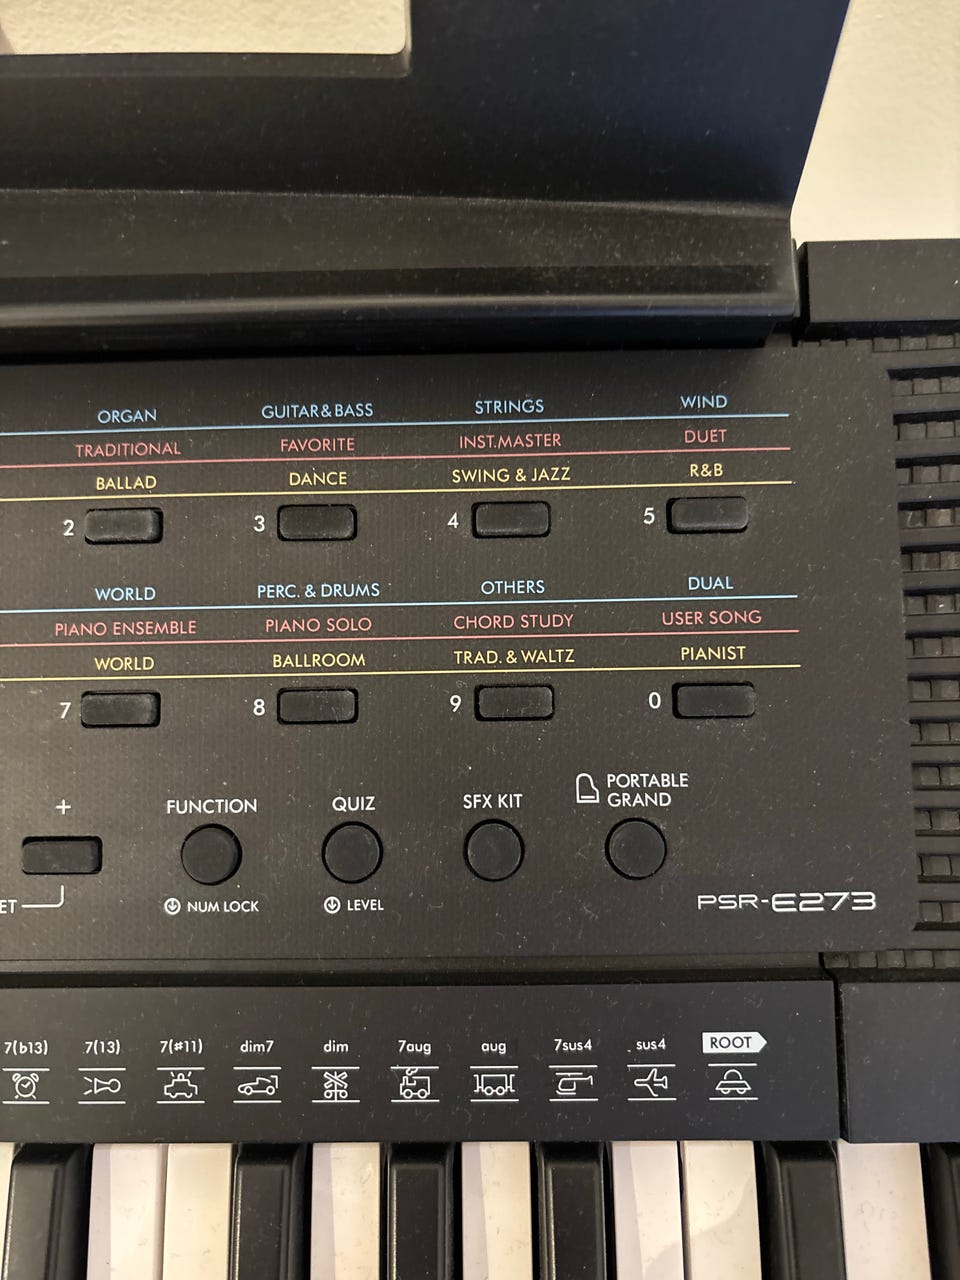 ORGAN GUITAR&BASS STRINGS WIND
TRADITIONAL FAVORITE INST.MASTER DUET
BALLAD DANCE SWING & JAZZ R&B
2 3 4 5
WORLD PERC. & DRUMS OTHERS DUAL
PIANO ENSEMBLE PIANO SOLO CHORD STUDY USER SONG
WORLD BALLROOM TRAD. & WALTZ PIANIST
7 8 9 0
+ FUNCTION QUIZ SFX KIT PORTABLE
GRAND
ET NUM LOCK LEVEL PSR-E273
7(b13) 7(13) 7(#11) dim7 dim 7aug aug 7sus4 sus4 ROOT